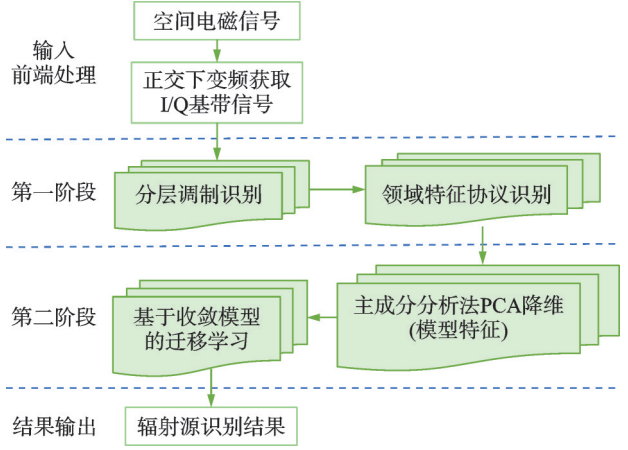 输入
前端处理
空间电磁信号
正交下变频获取
I/Q基带信号
第一阶段
分层调制识别
领域特征协议识别
第二阶段
基于收敛模型
的迁移学习
主成分分析法PCA降维
(模型特征)
结果输出
辐射源识别结果